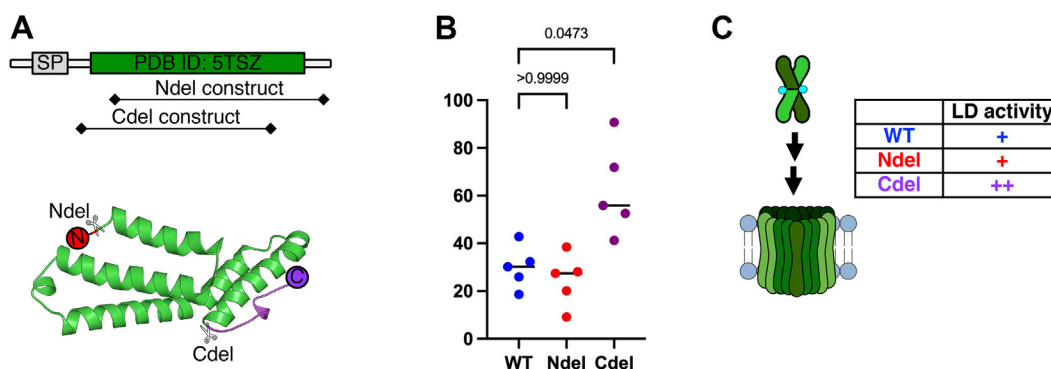 A
SP
PDB ID: 5TSZ
Ndel construct
Cdel construct
Ndel
N
C
Cdel
B
0.0473
>0.9999
100
80
60
40
20
0
WT Ndel Cdel
C
LD activity
WT +
Ndel +
Cdel ++